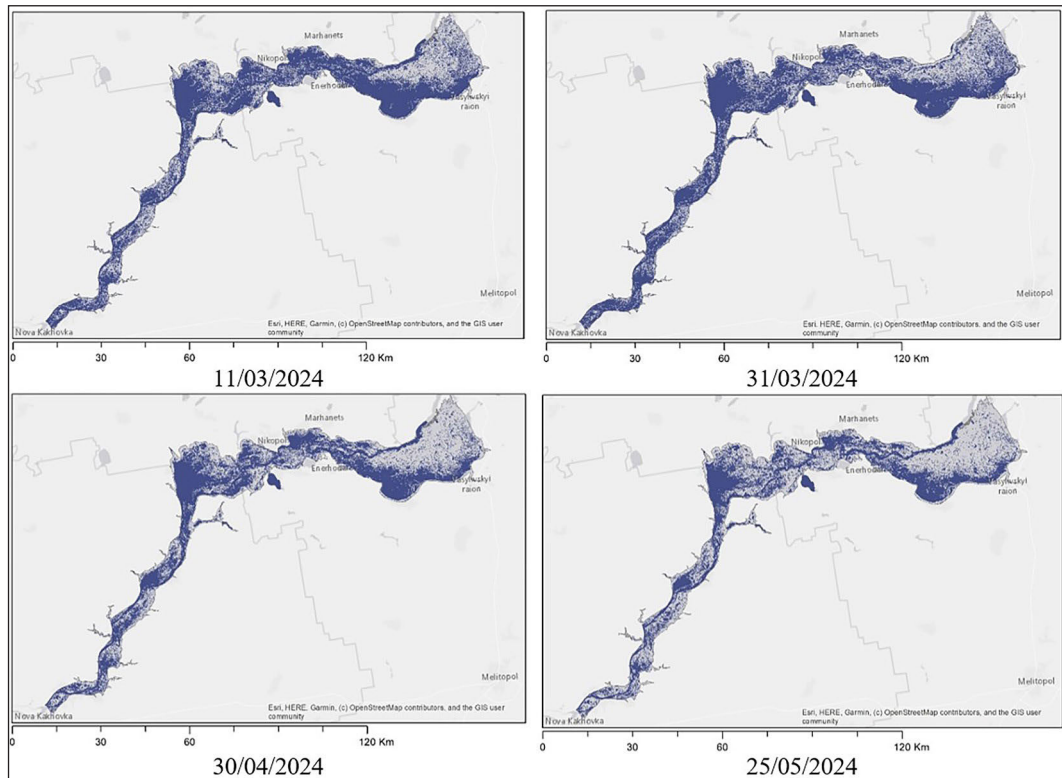 Marhanets
Nikopol
Enerhodar
raion
Melitopol
Nova Kakhovka
Esri, HERE, Garmin, (c) OpenStreetMap contributors, and the GIS user
community
0 30 60 120 Km
11/03/2024
Marhanets
Nikopol
Enerhodar
raion
Melitopol
Nova Kakhovka
Esri, HERE, Garmin, (c) OpenStreetMap contributors, and the GIS user
community
0 30 60 120 Km
31/03/2024
Marhanets
Nikopol
Enerhodar
raion
Melitopol
Nova Kakhovka
Esri, HERE, Garmin, (c) OpenStreetMap contributors, and the GIS user
community
0 30 60 120 Km
30/04/2024
Marhanets
Nikopol
Enerhodar
raion
Melitopol
Nova Kakhovka
Esri, HERE, Garmin, (c) OpenStreetMap contributors, and the GIS user
community
0 30 60 120 Km
25/05/2024